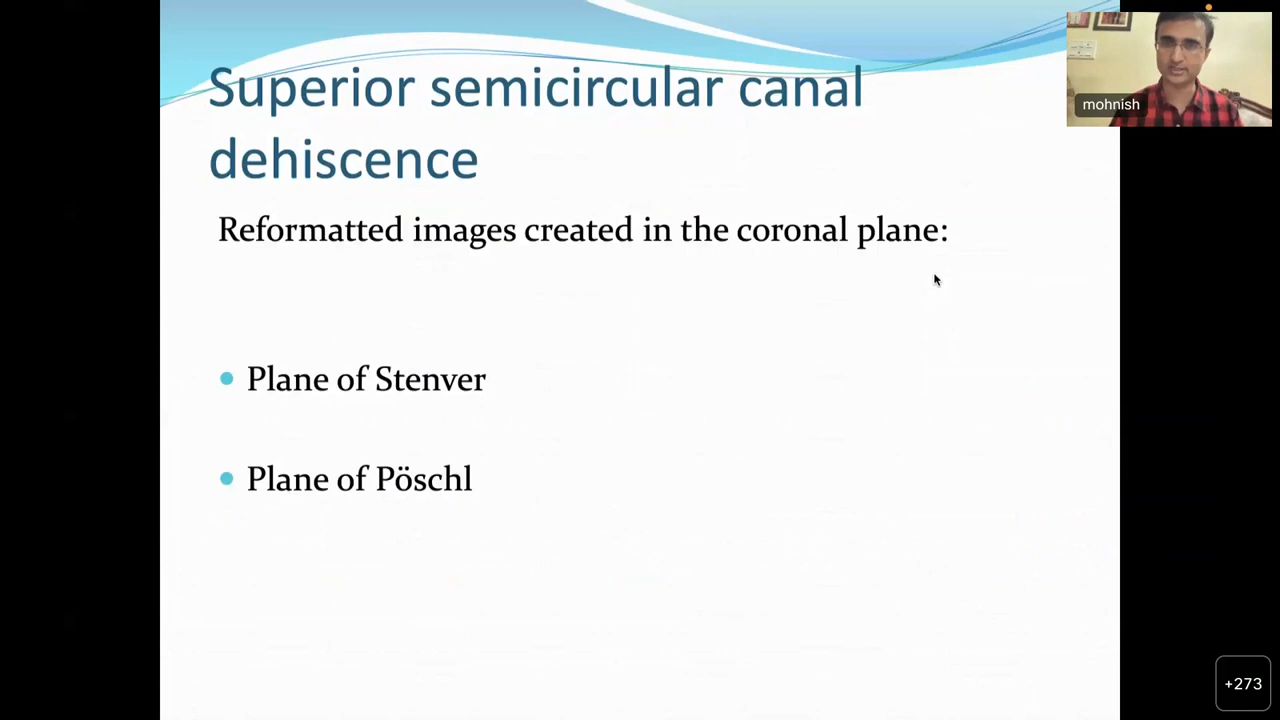 Superior semicircular canal
dehiscence
mohnish
Reformatted images created in the coronal plane:
Plane of Stenver
Plane of Pöschl
+273